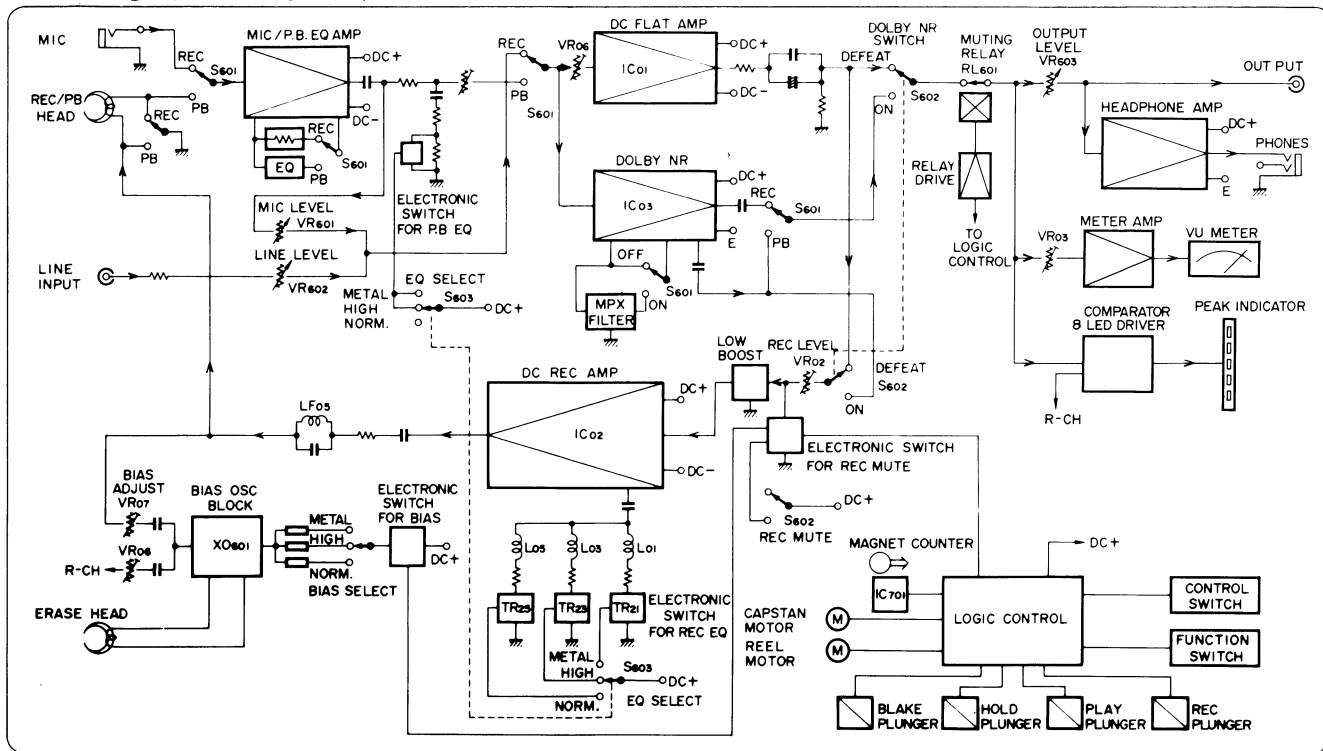 MIC
REC
S601
MIC/P.B. EQ AMP
DC+
DC-
REC/PB
HEAD
PB
REC
PB
REC
S601
EQ
PB
ELECTRONIC
SWITCH
FOR P.B EQ
MIC LEVEL
VR601
LINE LEVEL
VR602
LINE
INPUT
EQ SELECT
S603
METAL
HIGH
NORM.
DC+
REC
PB
S601
VR06
DC FLAT AMP
IC01
DC+
DC-
DOLBY NR
IC03
DC+
E
REC
S601
PB
OFF
S601
ON
MPX
FILTER
DEFEAT
DOLBY NR
SWITCH
S602
ON
MUTING
RELAY
RL601
RELAY
DRIVE
TO
LOGIC
CONTROL
OUTPUT
LEVEL
VR603
OUT PUT
HEADPHONE AMP
DC+
E
PHONES
VR03
METER AMP
VU METER
COMPARATOR
8 LED DRIVER
PEAK INDICATOR
R-CH
LOW
BOOST
REC LEVEL
VR02
DEFEAT
S602
ON
DC REC AMP
IC02
DC+
DC-
LF05
ELECTRONIC SWITCH
FOR REC MUTE
DC+
S602
REC MUTE
BIAS
ADJUST
VR07
VR06
R-CH
BIAS OSC
BLOCK
XO601
METAL
HIGH
NORM.
BIAS SELECT
ELECTRONIC
SWITCH
FOR BIAS
DC+
ERASE HEAD
L05
L03
L01
TR25
TR23
TR21
ELECTRONIC
SWITCH
FOR REC EQ
METAL
HIGH
NORM.
S603
DC+
EQ SELECT
MAGNET COUNTER
IC701
CAPSTAN
MOTOR
M
REEL
MOTOR
M
LOGIC CONTROL
DC+
CONTROL
SWITCH
FUNCTION
SWITCH
BLAKE
PLUNGER
HOLD
PLUNGER
PLAY
PLUNGER
REC
PLUNGER